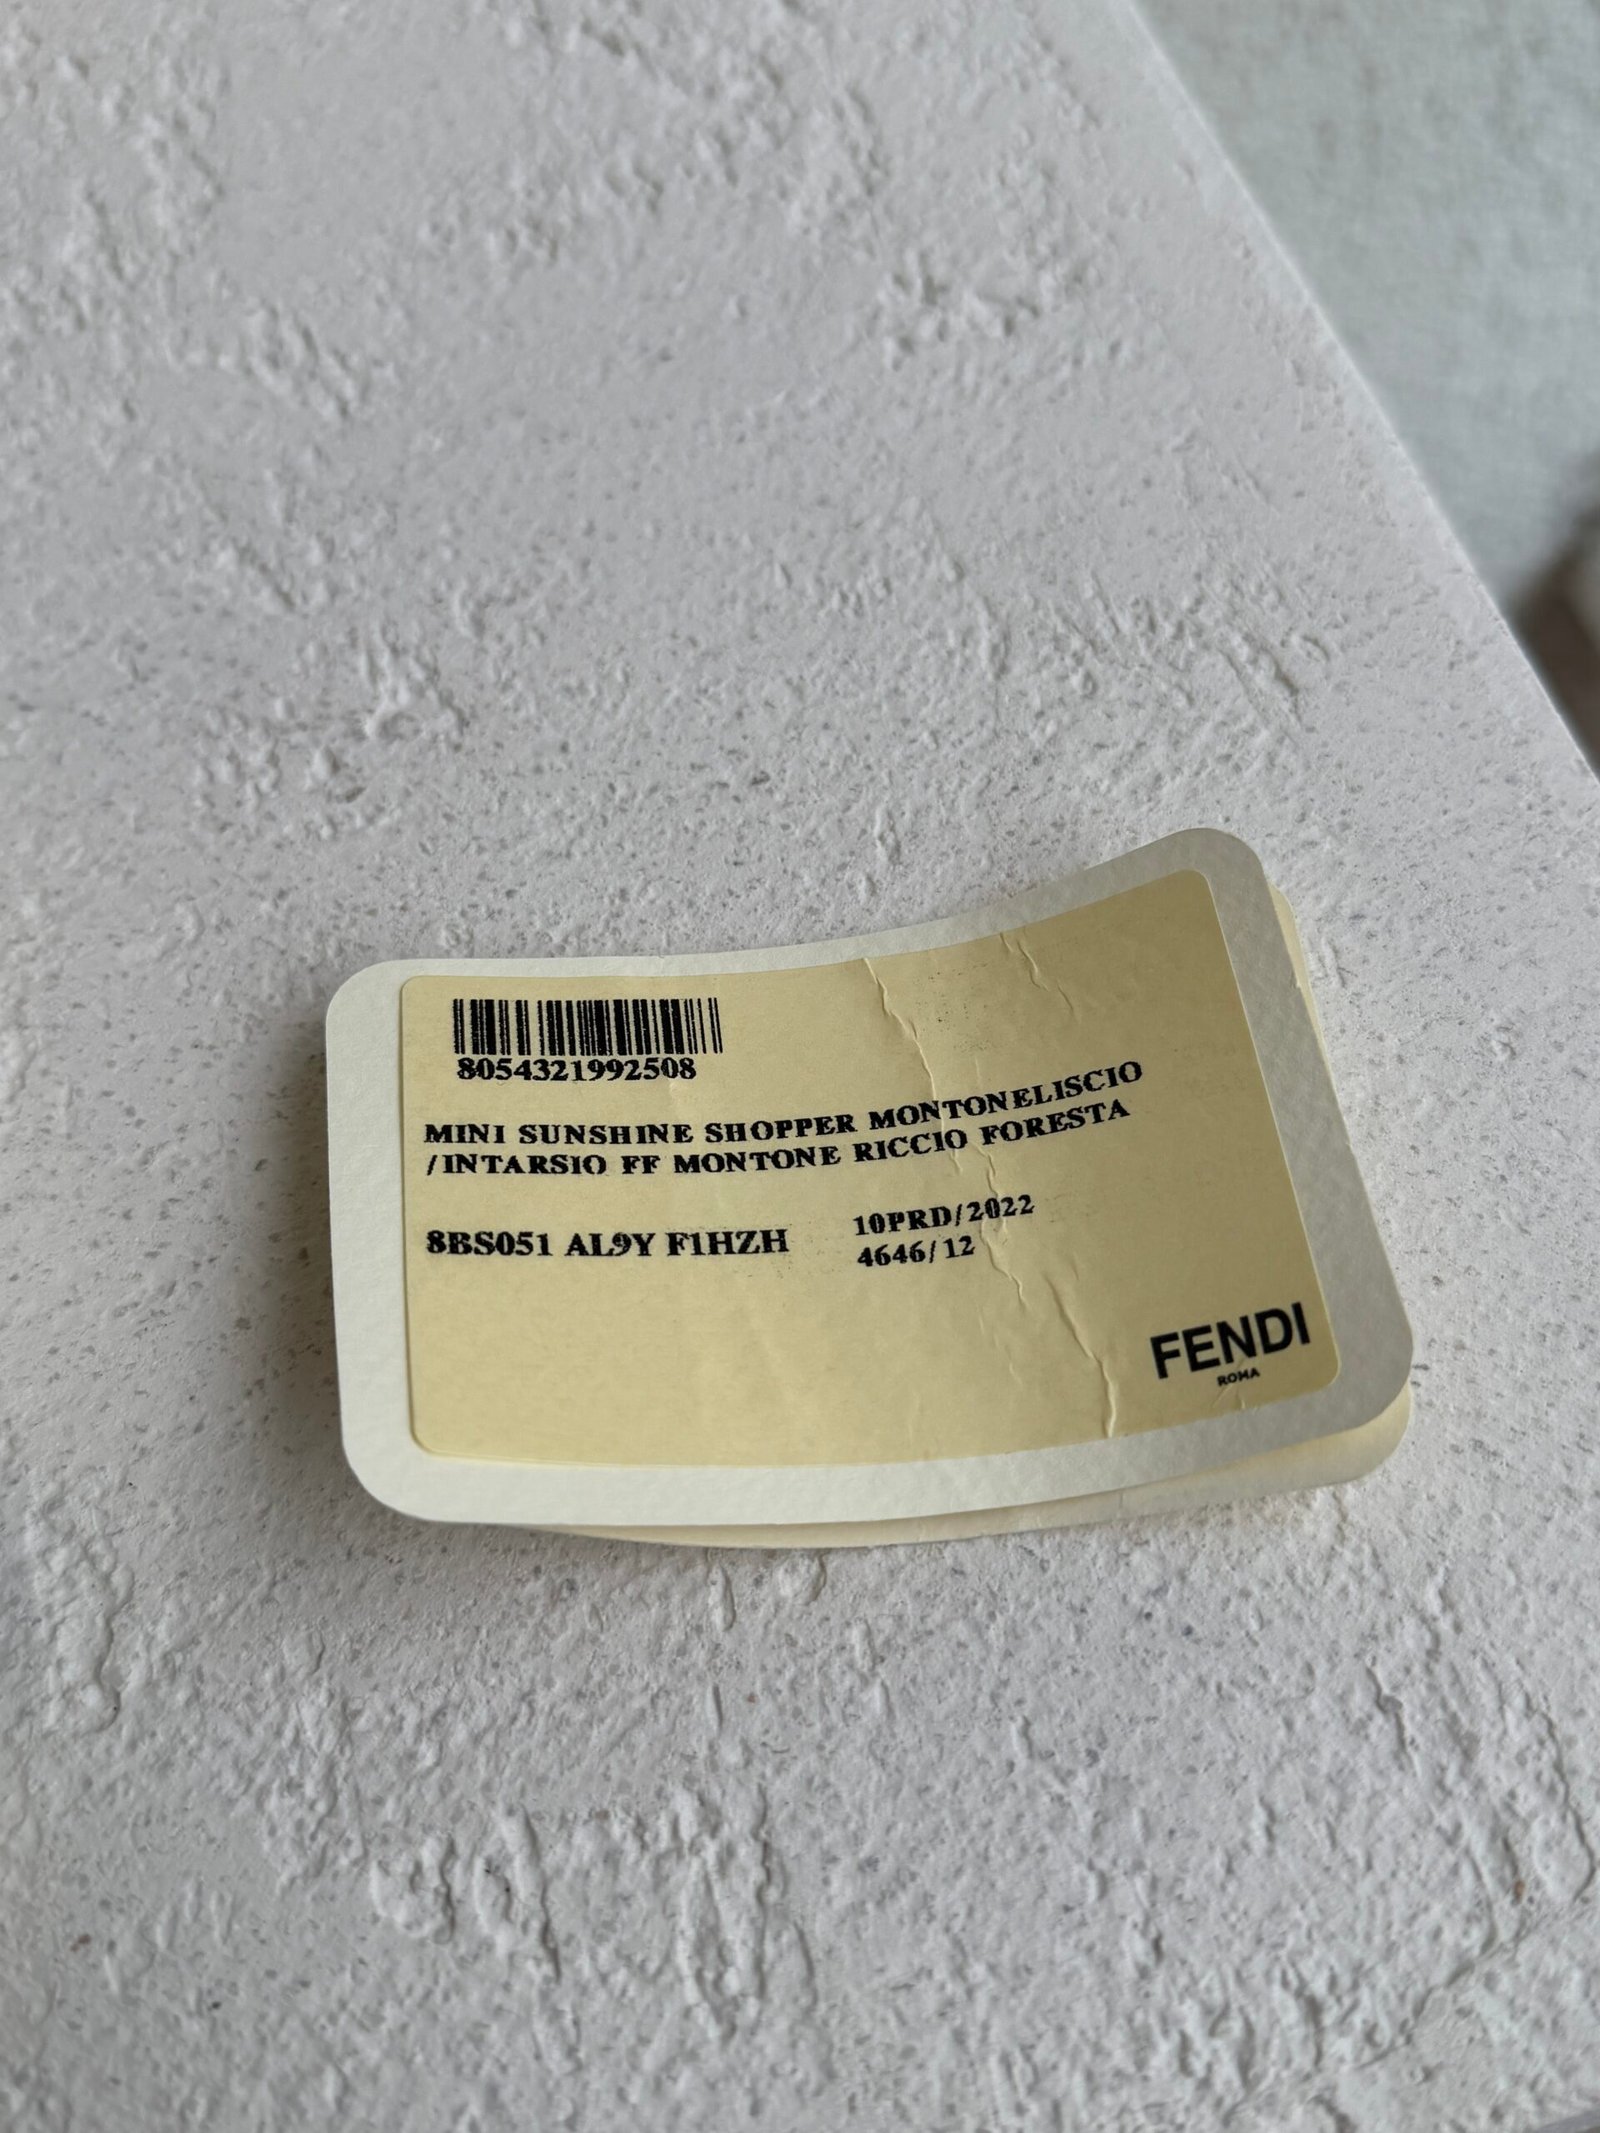 8054321992508
MINI SUNSHINE SHOPPER MONTONELISCIO
/INTARSIO FF MONTONE RICCIO FORESTA
8BS051 AL9Y F1HZH
10PRD/2022
4646/12
FENDI
ROMA